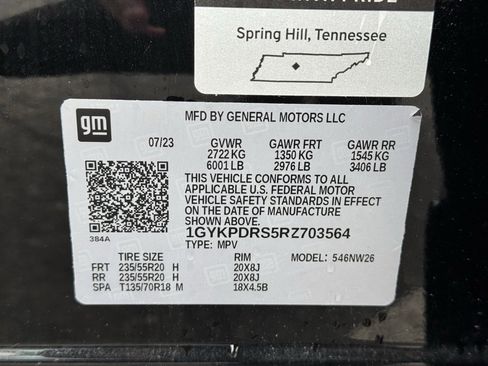 Spring Hill, Tennessee
gm
MFD BY GENERAL MOTORS LLC
07/23 GVWR GAWR FRT GAWR RR
2722 KG 1350 KG 1545 KG
6001 LB 2976 LB 3406 LB
THIS VEHICLE CONFORMS TO ALL
APPLICABLE U.S. FEDERAL MOTOR
VEHICLE SAFETY STANDARDS IN EFFECT
ON THE DATE OF MANUFACTURE SHOWN ABOVE.
384A
1GYKPDRS5RZ703564
TYPE: MPV
TIRE SIZE RIM MODEL: 546NW26
FRT 235/55R20 H 20X8J
RR 235/55R20 H 20X8J
SPA T135/70R18 M 18X4.5B